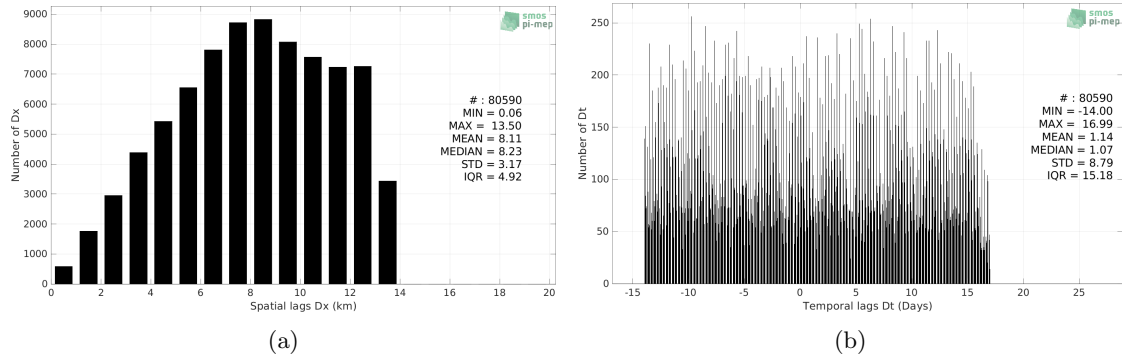 9000
8000
7000
6000
5000
4000
3000
2000
1000
0
Number of Dx
0 2 4 6 8 10 12 14 16 18 20
Spatial lags Dx (km)
smos
pi-mep
# : 80590
MIN = 0.06
MAX = 13.50
MEAN = 8.11
MEDIAN = 8.23
STD = 3.17
IQR = 4.92
(a)
250
200
150
100
50
0
Number of Dt
-15 -10 -5 0 5 10 15 20 25
Temporal lags Dt (Days)
smos
pi-mep
# : 80590
MIN = -14.00
MAX = 16.99
MEAN = 1.14
MEDIAN = 1.07
STD = 8.79
IQR = 15.18
(b)